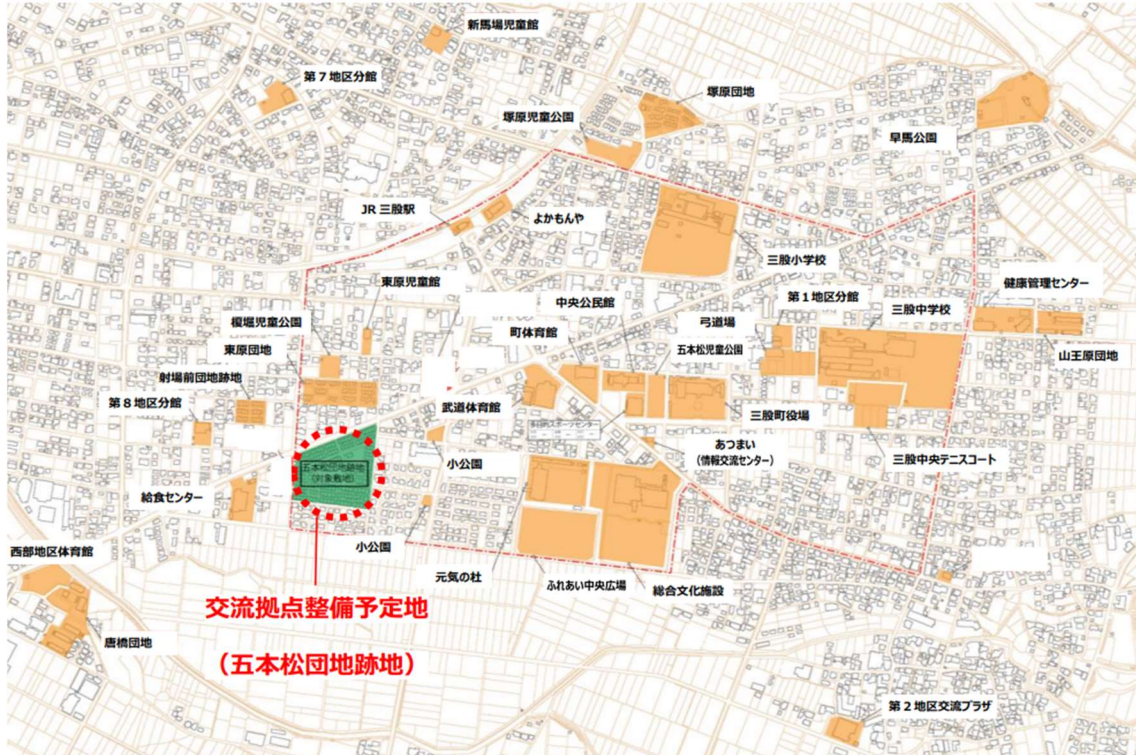 新馬場児童館
第7地区分館
塚原団地
塚原児童公園
早馬公園
JR 三股駅
よかもんや
三股小学校
東原児童館
健康管理センター
中央公民館
第1地区分館
三股中学校
榎堀児童公園
町体育館
弓道場
東原団地
五本松児童公園
山王原団地
射場前団地跡地
第8地区分館
武道体育館
三股町役場
あつまい
(情報交流センター)
三股中央テニスコート
小公園
五本松団地跡地
(対象敷地)
給食センター
小公園
西部地区体育館
元気の杜
ふれあい中央広場
総合文化施設
交流拠点整備予定地
(五本松団地跡地)
唐橋団地
第2地区交流プラザ